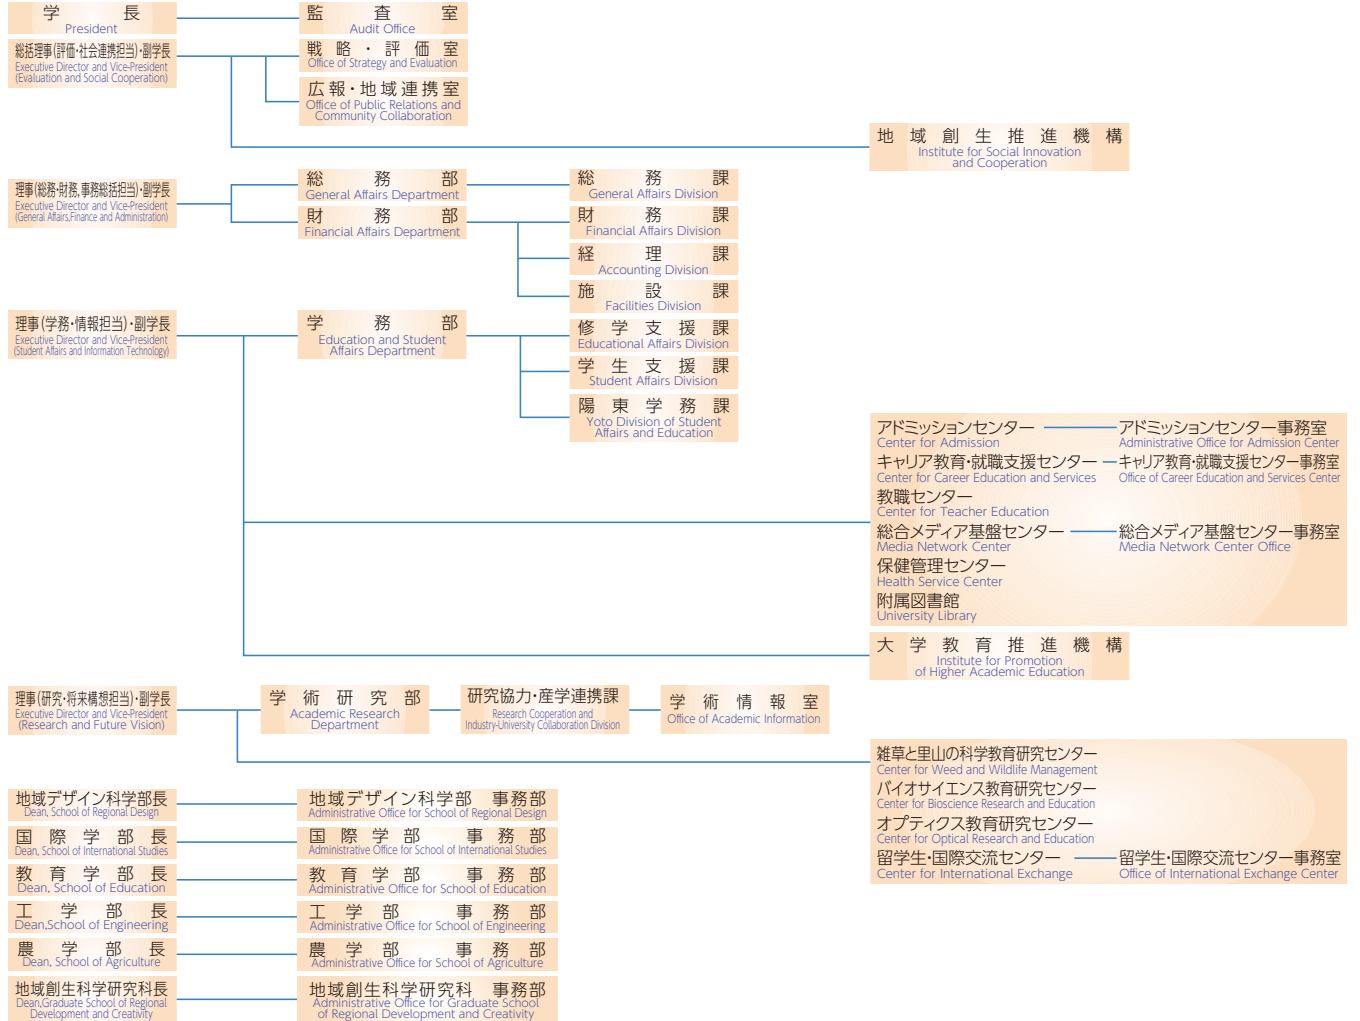 学長
President
監査室
Audit Office
総括理事(評価・社会連携担当)・副学長
Executive Director and Vice-President
(Evaluation and Social Cooperation)
戦略・評価室
Office of Strategy and Evaluation
広報・地域連携室
Office of Public Relations and
Community Collaboration
地域創生推進機構
Institute for Social Innovation
and Cooperation
理事(総務・財務,事務総括担当)・副学長
Executive Director and Vice-President
(General Affairs,Finance and Administration)
総務部
General Affairs Department
総務課
General Affairs Division
財務部
Financial Affairs Department
財務課
Financial Affairs Division
経理課
Accounting Division
施設課
Facilities Division
理事(学務・情報担当)・副学長
Executive Director and Vice-President
(Student Affairs and Information Technology)
学務部
Education and Student
Affairs Department
修学支援課
Educational Affairs Division
学生支援課
Student Affairs Division
陽東学務課
Yoto Division of Student
Affairs and Education
アドミッションセンター
Center for Admission
アドミッションセンター事務室
Administrative Office for Admission Center
キャリア教育・就職支援センター
Center for Career Education and Services
キャリア教育・就職支援センター事務室
Office of Career Education and Services Center
教職センター
Center for Teacher Education
総合メディア基盤センター
Media Network Center
総合メディア基盤センター事務室
Media Network Center Office
保健管理センター
Health Service Center
附属図書館
University Library
大学教育推進機構
Institute for Promotion
of Higher Academic Education
理事(研究・将来構想担当)・副学長
Executive Director and Vice-President
(Research and Future Vision)
学術研究部
Academic Research
Department
研究協力・産学連携課
Research Cooperation and
Industry-University Collaboration Division
学術情報室
Office of Academic Information
雑草と里山の科学教育研究センター
Center for Weed and Wildlife Management
バイオサイエンス教育研究センター
Center for Bioscience Research and Education
オプティクス教育研究センター
Center for Optical Research and Education
留学生・国際交流センター
Center for International Exchange
留学生・国際交流センター事務室
Office of International Exchange Center
地域デザイン科学部長
Dean, School of Regional Design
地域デザイン科学部 事務部
Administrative Office for School of Regional Design
国際学部長
Dean, School of International Studies
国際学部 事務部
Administrative Office for School of International Studies
教育学部長
Dean, School of Education
教育学部 事務部
Administrative Office for School of Education
工学部長
Dean,School of Engineering
工学部 事務部
Administrative Office for School of Engineering
農学部長
Dean, School of Agriculture
農学部 事務部
Administrative Office for School of Agriculture
地域創生科学研究科長
Dean,Graduate School of Regional
Development and Creativity
地域創生科学研究科 事務部
Administrative Office for Graduate School
of Regional Development and Creativity